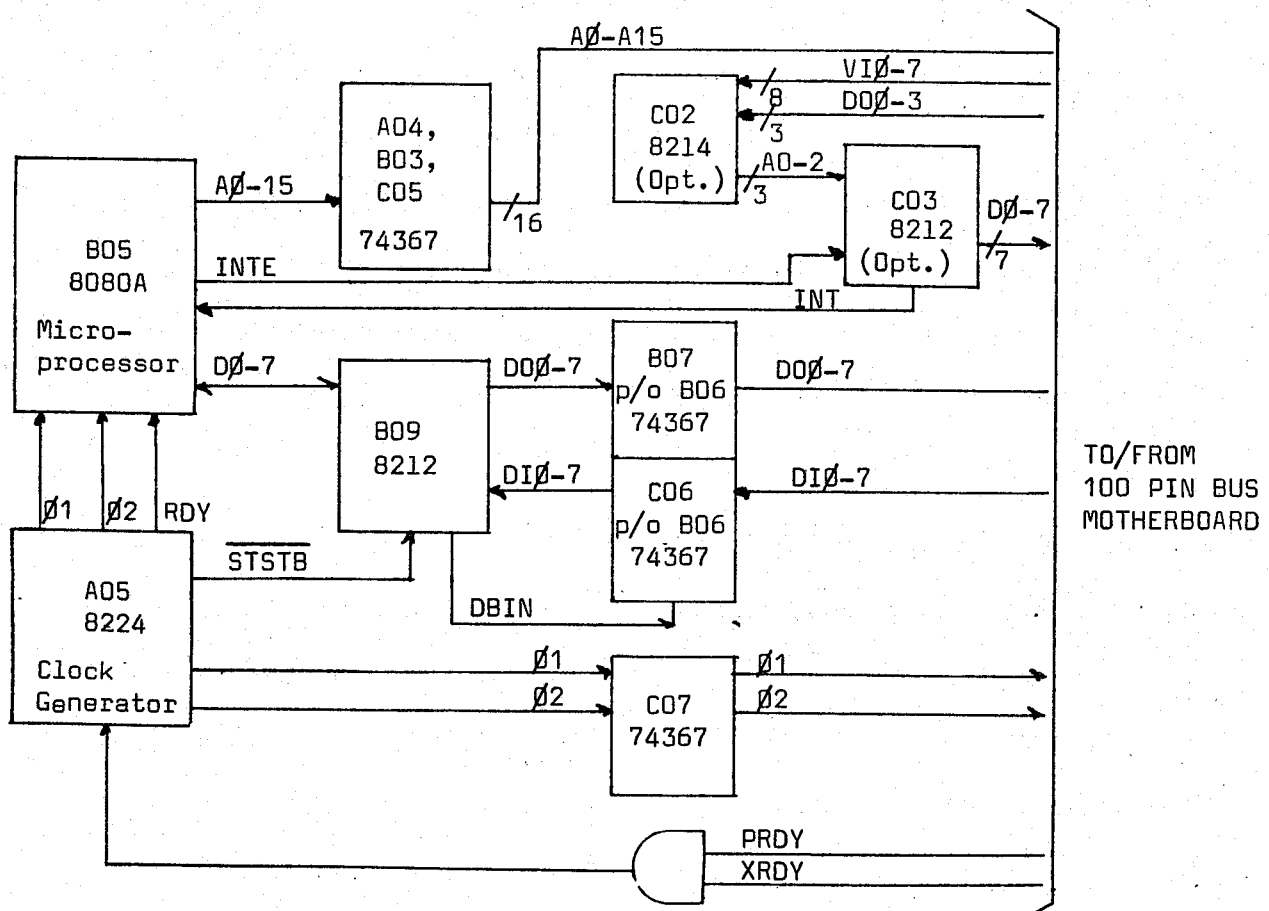 AØ-A15
VIØ-7
8
DOØ-3
3
CO2
8214
(Opt.)
AO-2
3
CO3
8212
(Opt.)
DØ-7
7
AO4,
BO3,
CO5
74367
16
AØ-15
BO5
8080A
Micro-
processor
INTE
INT
DØ-7
BO9
8212
DOØ-7
BO7
p/o BO6
74367
DOØ-7
DIØ-7
CO6
p/o BO6
74367
DIØ-7
TO/FROM
100 PIN BUS
MOTHERBOARD
Ø1
Ø2
RDY
STSTB
DBIN
AO5
8224
Clock
Generator
Ø1
Ø2
CO7
74367
Ø1
Ø2
PRDY
XRDY